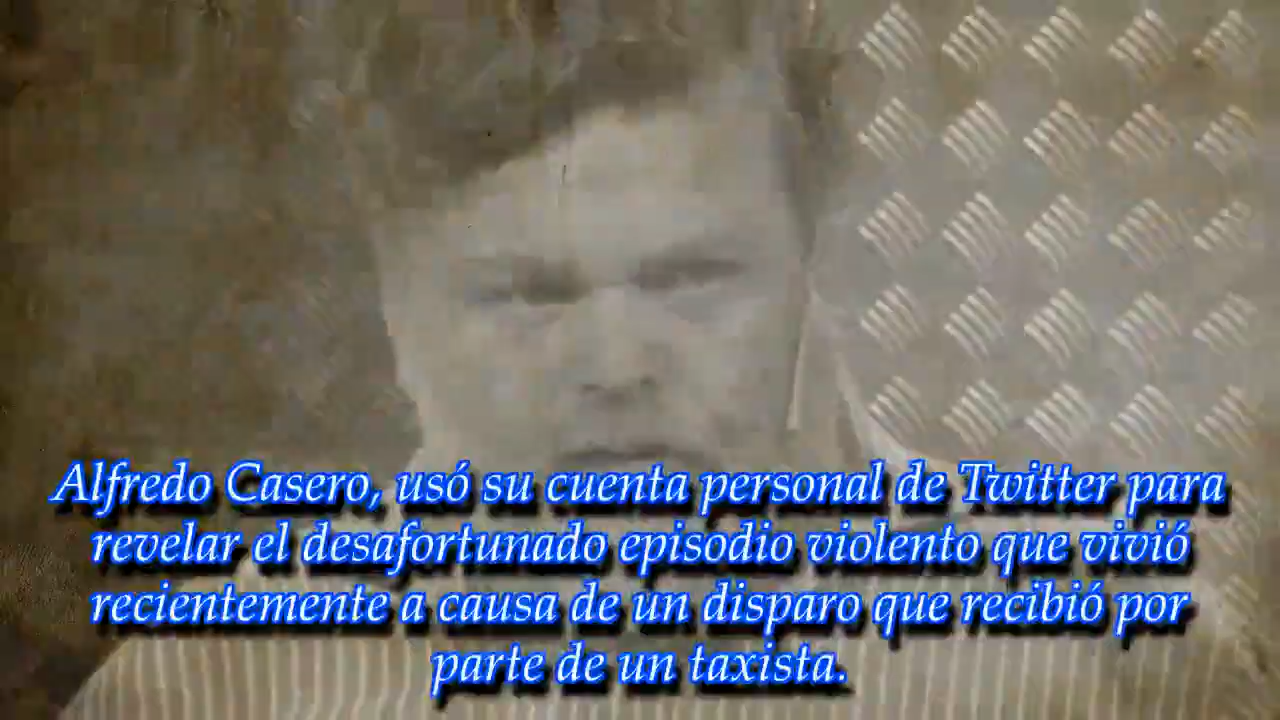 Alfredo Casero, usó su cuenta personal de Twitter para
revelar el desafortunado episodio violento que vivió
recientemente a causa de un disparo que recibió por
parte de un taxista.